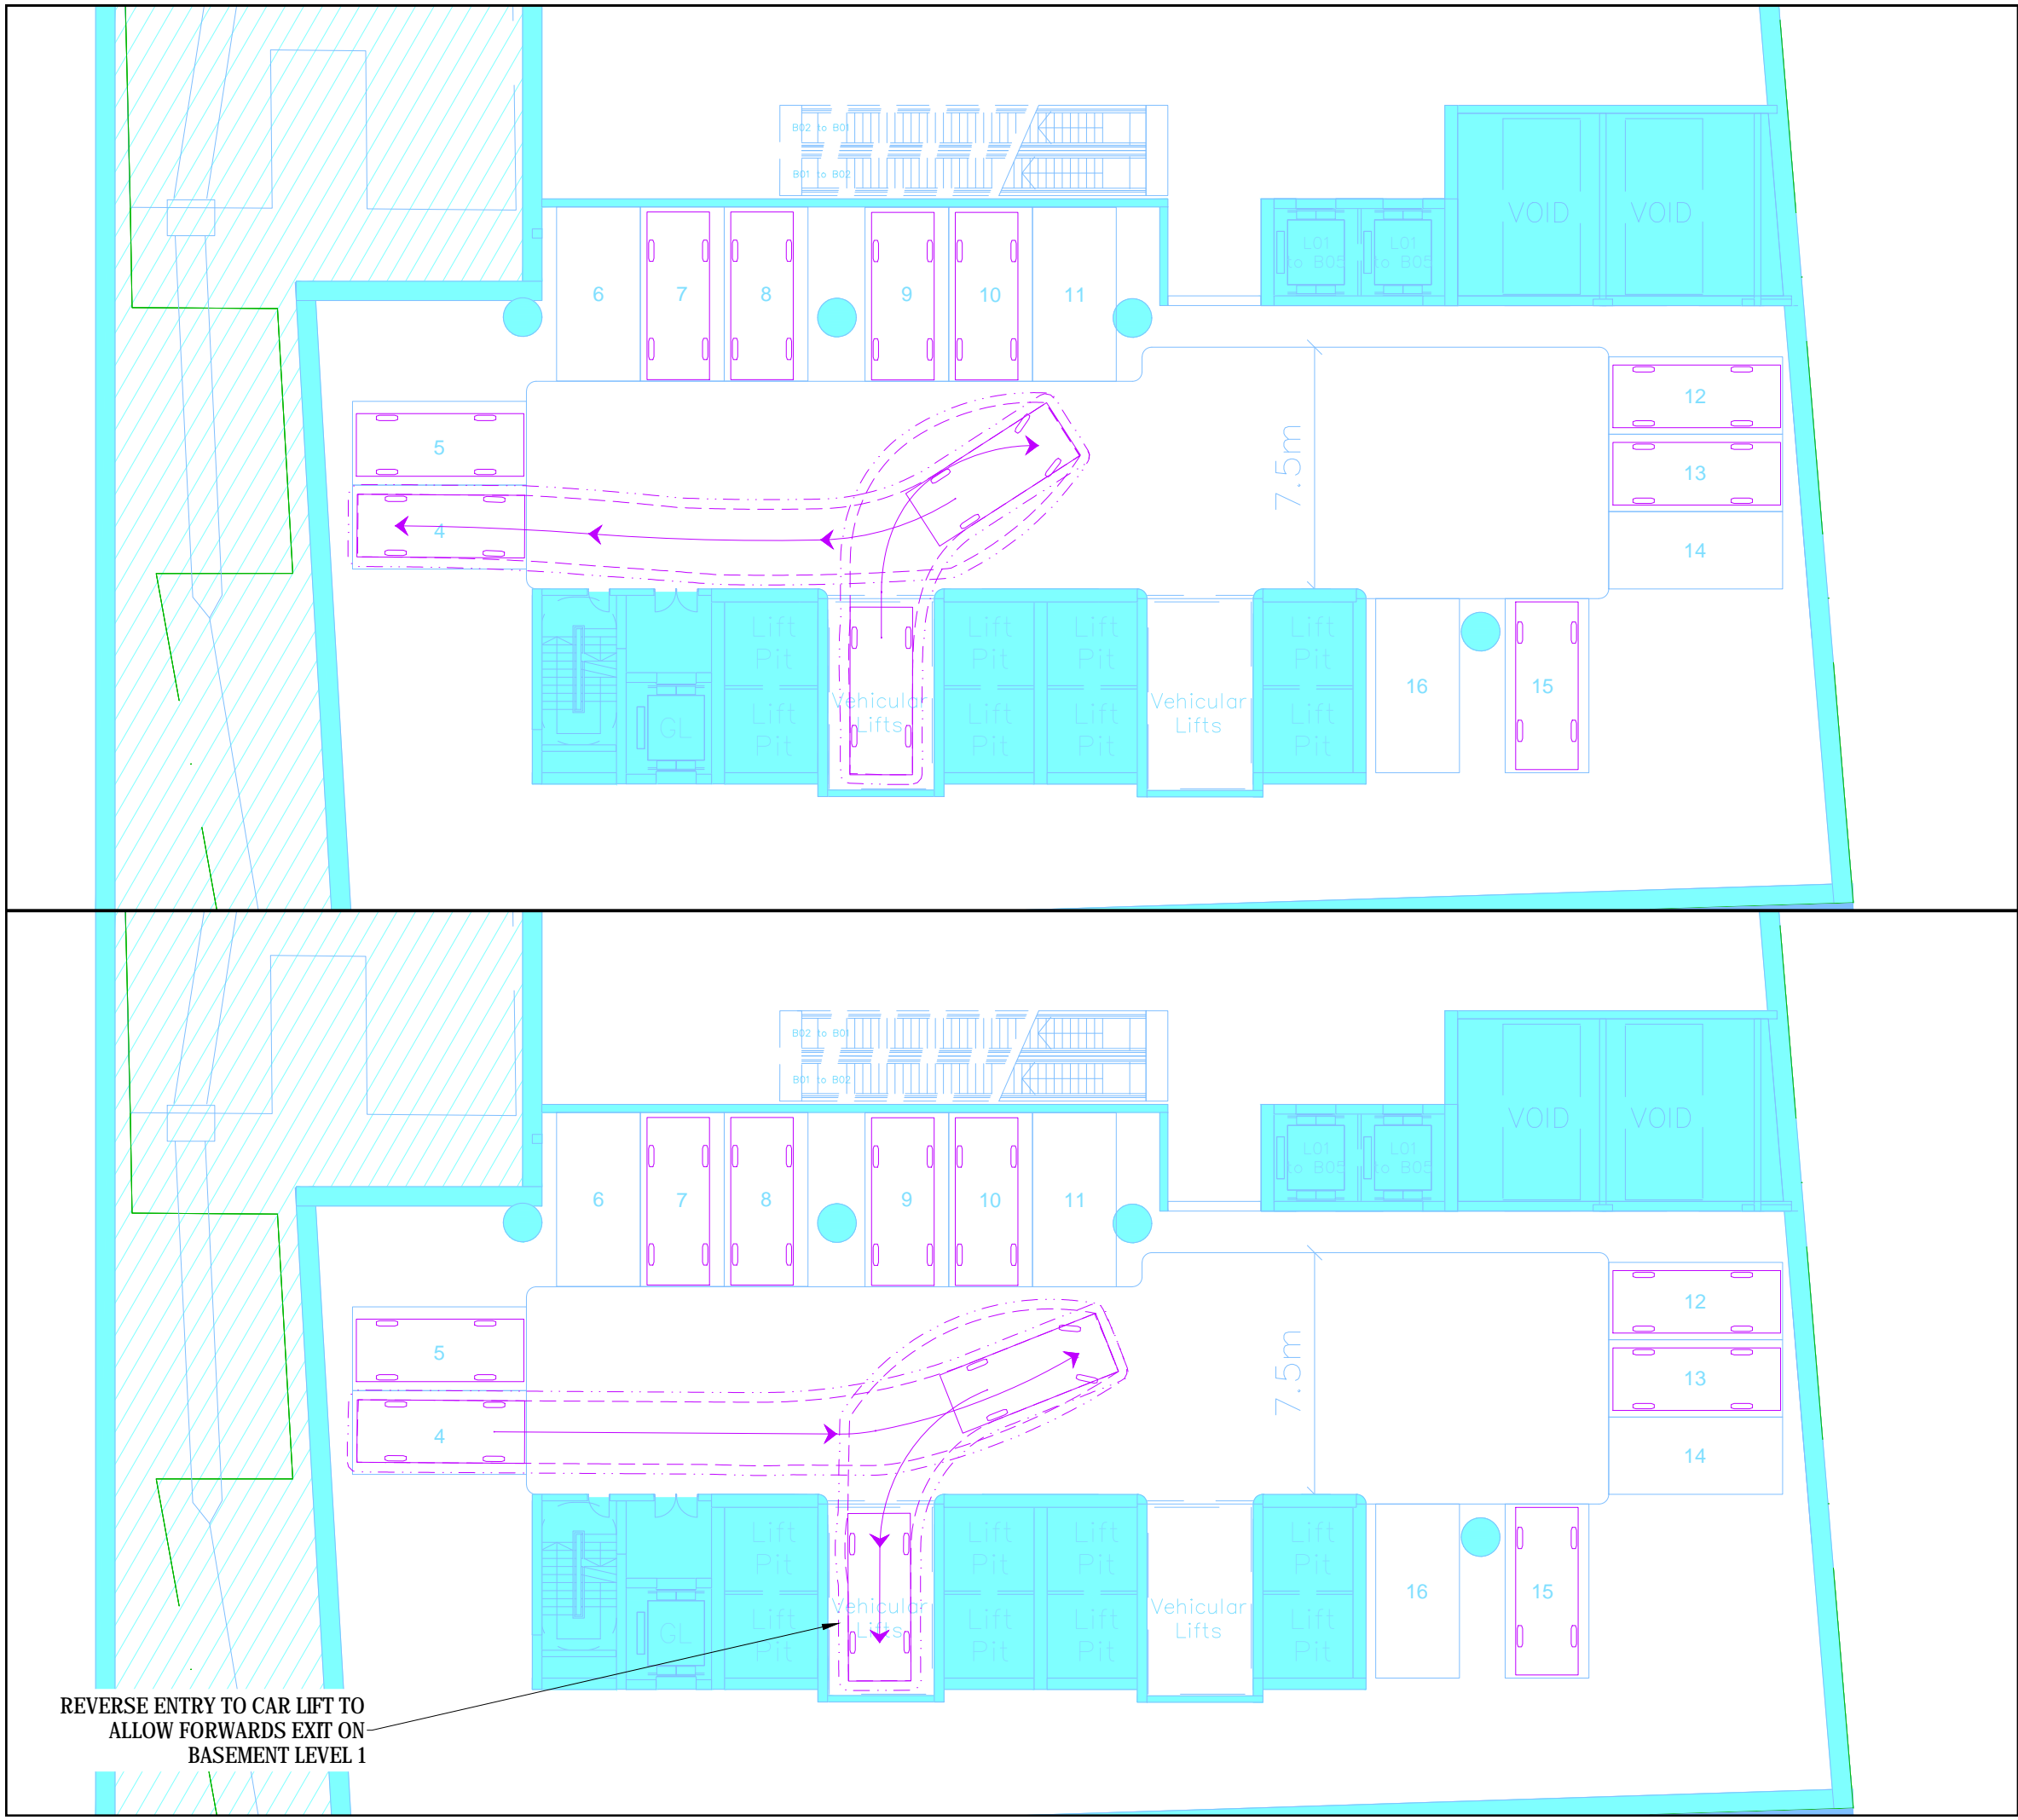 B02 to B01
B01 to B02
VOID VOID
L01 L01
to B05 to B05
6 7 8 9 10 11
12
5
13
7.5m
4
14
Lift Lift Lift Lift
Pit Pit Pit Pit
16 15
Vehicular Vehicular
Lifts Lifts
GL
Lift Lift Lift Lift
Pit Pit Pit Pit
B02 to B01
B01 to B02
VOID VOID
L01 L01
to B05 to B05
6 7 8 9 10 11
12
5
13
7.5m
4
14
Lift Lift Lift Lift
Pit Pit Pit Pit
16 15
Vehicular Vehicular
Lifts Lifts
GL
Lift Lift Lift Lift
Pit Pit Pit Pit
REVERSE ENTRY TO CAR LIFT TO
ALLOW FORWARDS EXIT ON
BASEMENT LEVEL 1